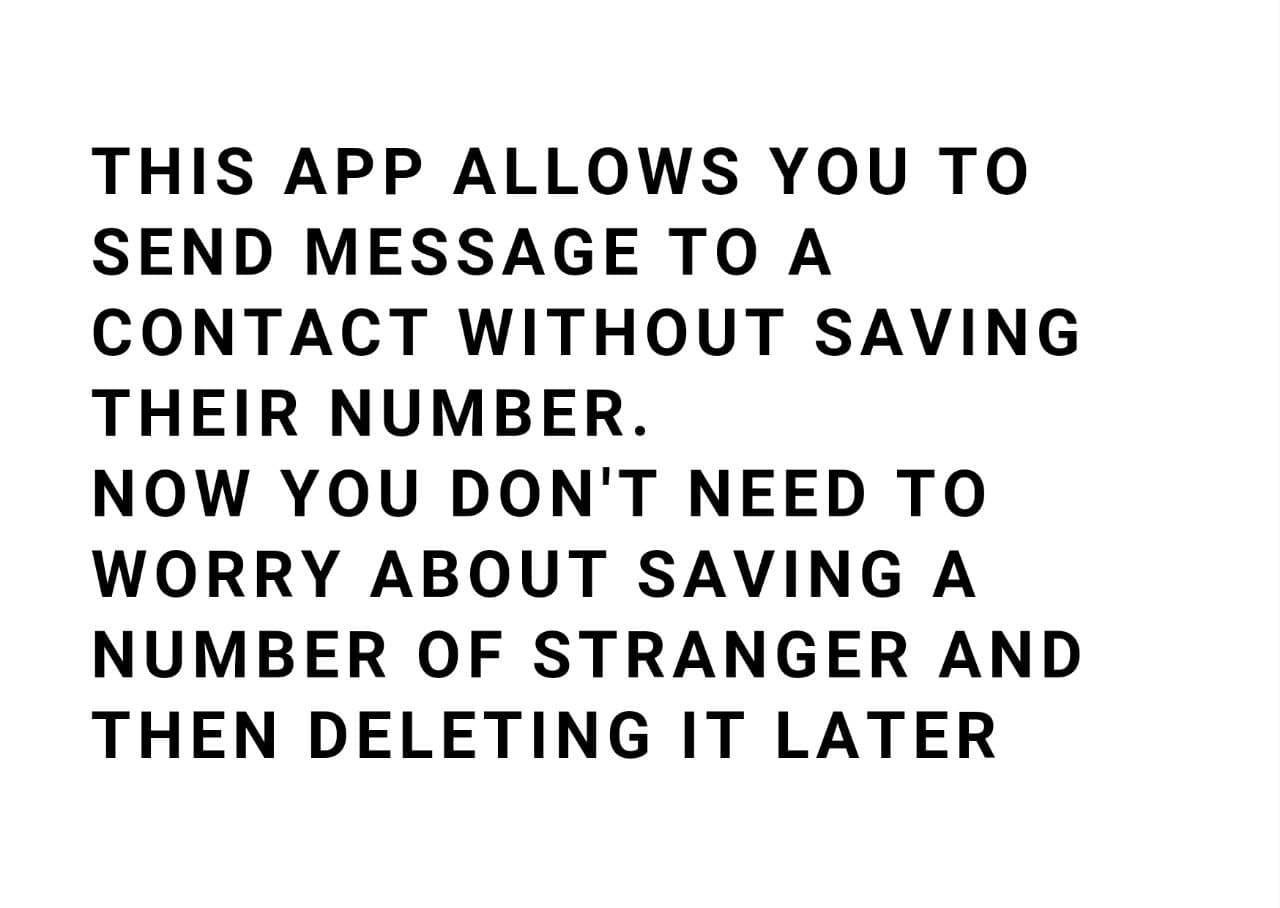 THIS APP ALLOWS YOU TO
SEND MESSAGE TO A
CONTACT WITHOUT SAVING
THEIR NUMBER.
NOW YOU DON'T NEED TO
WORRY ABOUT SAVING A
NUMBER OF STRANGER AND
THEN DELETING IT LATER